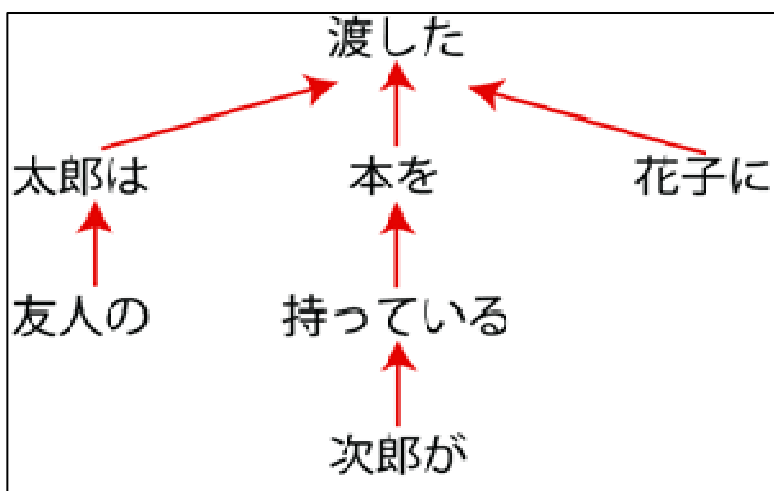 渡した
太郎は 本を 花子に
友人の 持っている
次郎が